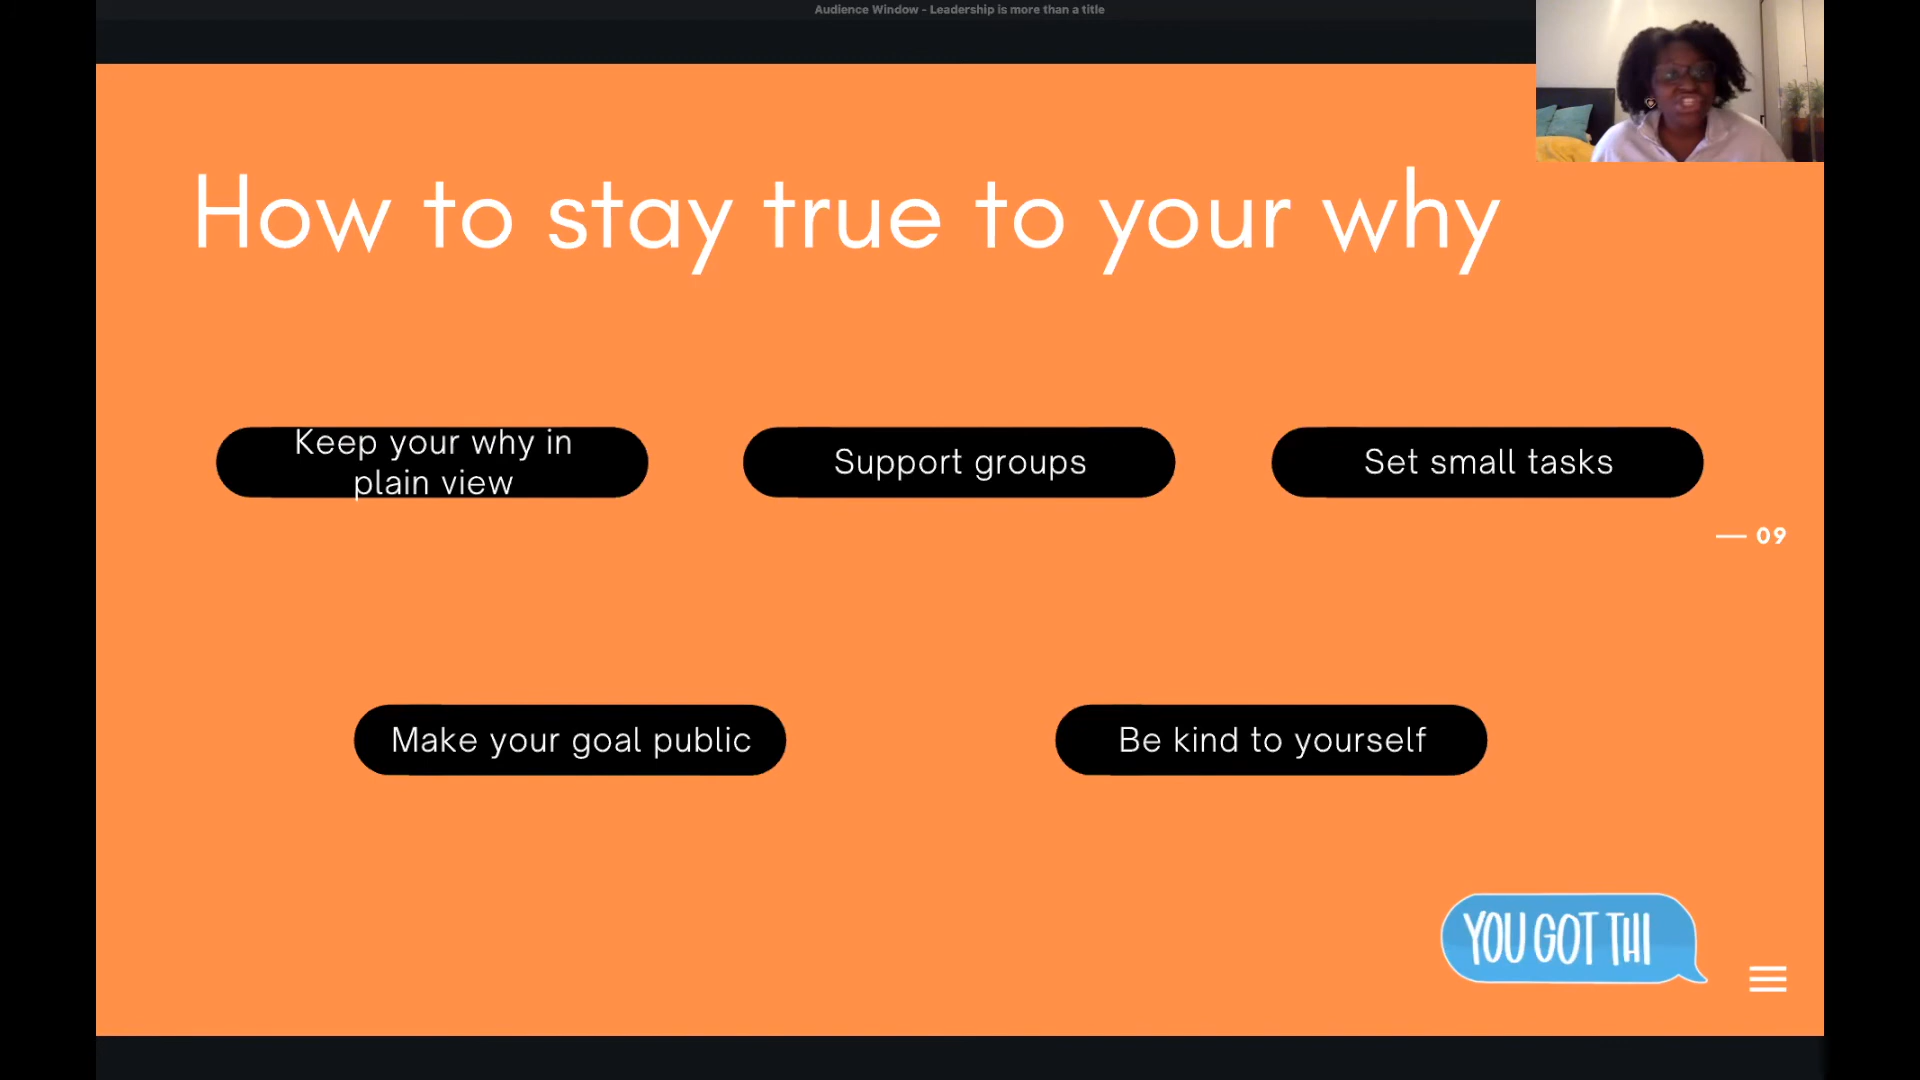 Audience Window - Leadership is more than a title
How to stay true to your why
Keep your why in
plain view
Support groups
Set small tasks
— 09
Make your goal public
Be kind to yourself
YOU GOT THI